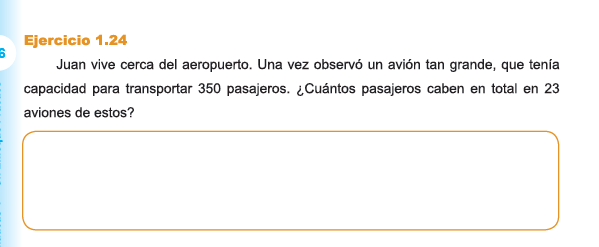 6
Ejercicio 1.24
Juan vive cerca del aeropuerto. Una vez observó un avión tan grande, que tenía
capacidad para transportar 350 pasajeros. ¿Cuántos pasajeros caben en total en 23
aviones de estos?